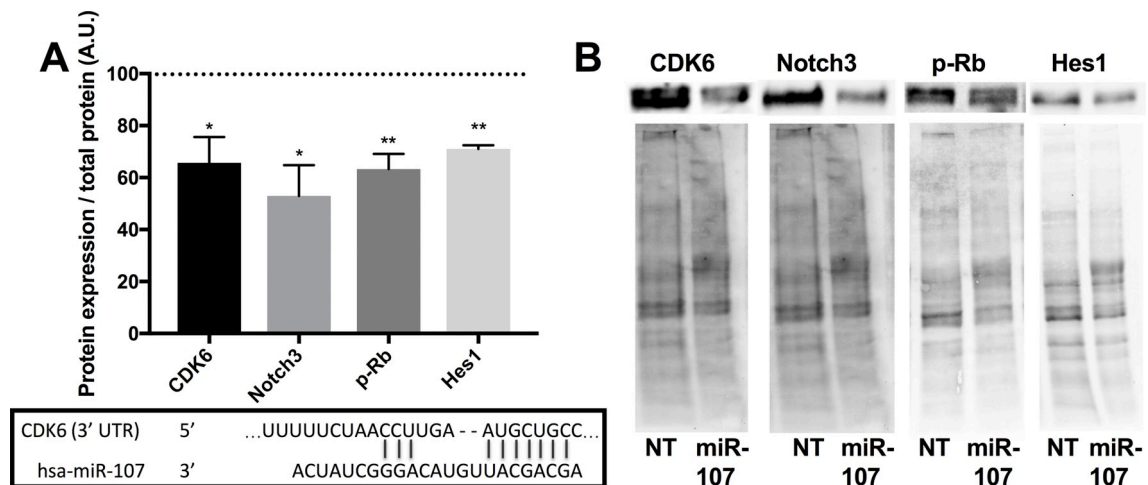 A
Protein expression / total protein (A.U.)
100
80
60
40
20
0
*
*
**
**
CDK6
Notch3
p-Rb
Hes1
CDK6 (3′ UTR) 5′ ...UUUUUCUAACCUUGA - - AUGCUGCC...
hsa-miR-107 3′ ACUAUCGGGACAUGUUACGACGA
B
CDK6 Notch3 p-Rb Hes1
NT miR-107
NT miR-107
NT miR-107
NT miR-107